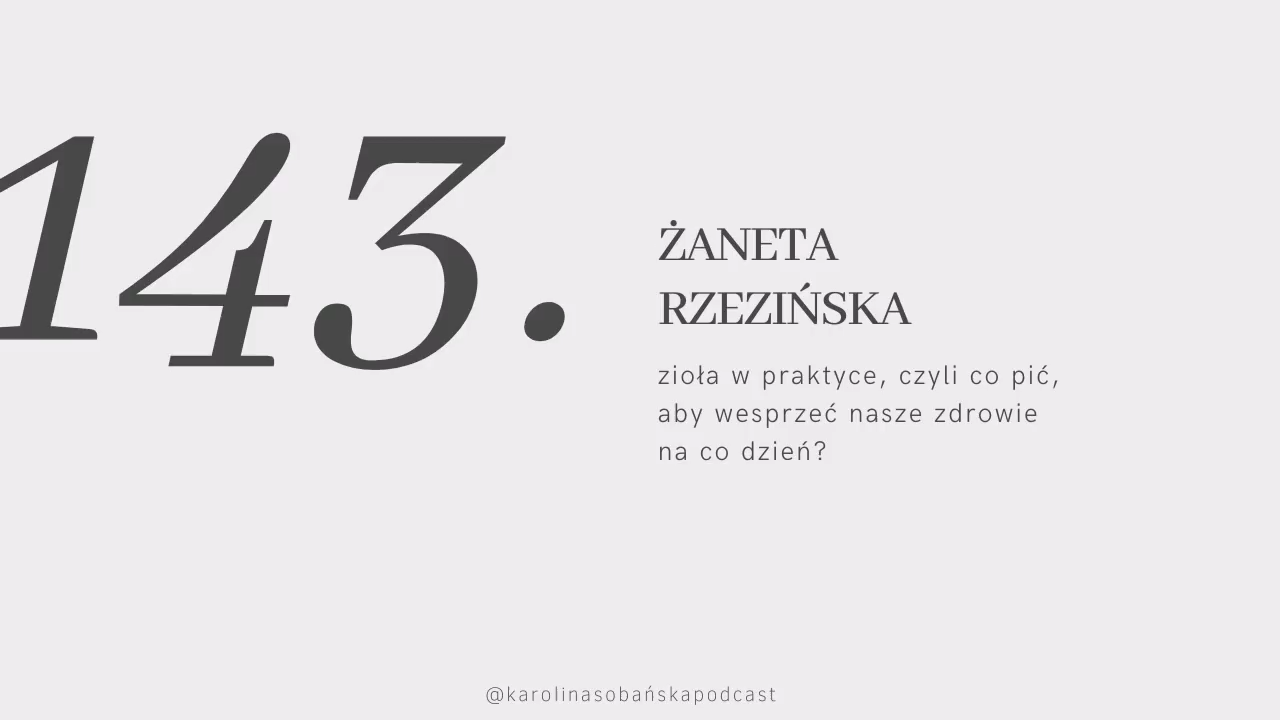 143.
ŻANETA
RZEZIŃSKA
zioła w praktyce, czyli co pić,
aby wesprzeć nasze zdrowie
na co dzień?
@karolinasobańskapodcast